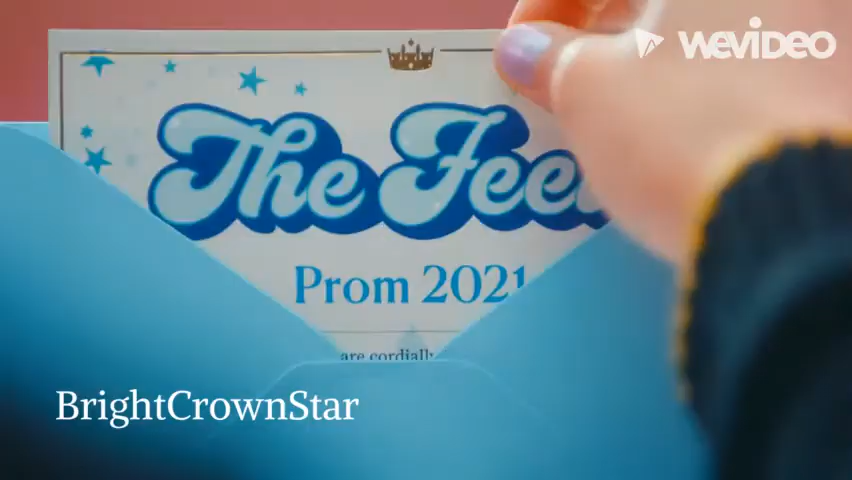 WEVIDEO
The Fee
Prom 2021
are cordially
BrightCrownStar